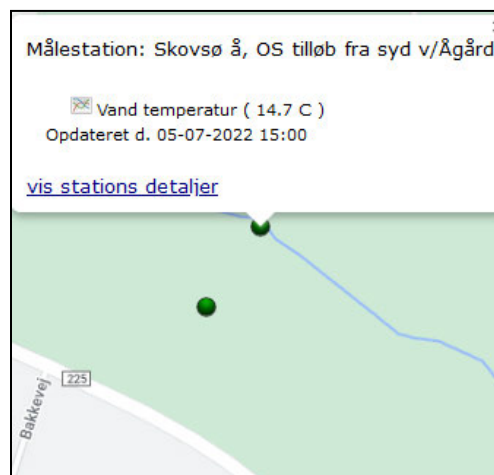 Målestation: Skovsø å, OS tilløb fra syd v/Ågård
Vand temperatur ( 14.7 C )
Opdateret d. 05-07-2022 15:00
vis stations detaljer
225
Bakkevej